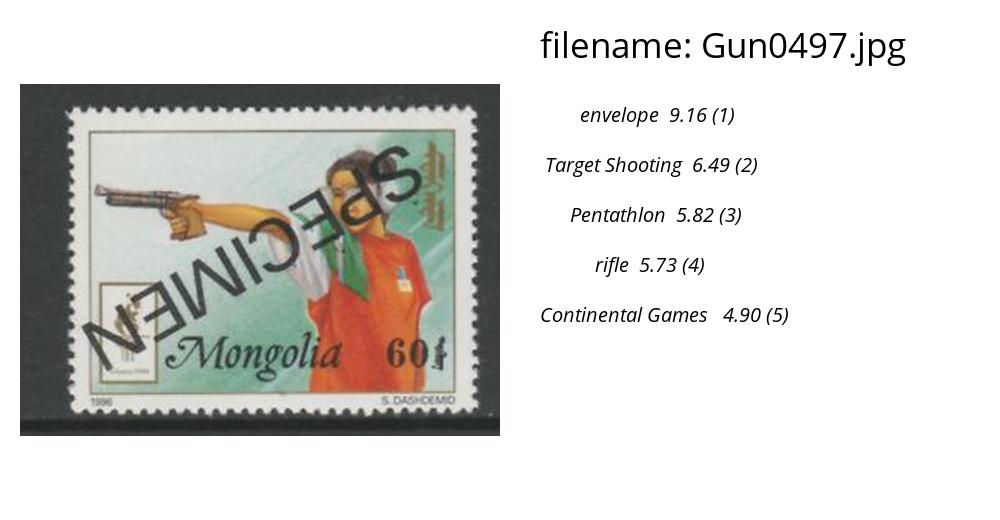 filename: Gun0497.jpg
envelope 9.16 (1)
Target Shooting 6.49 (2)
Pentathlon 5.82 (3)
rifle 5.73 (4)
Continental Games 4.90 (5)
SPECIMEN
Mongolia 60
1996
S. DASHDEMID